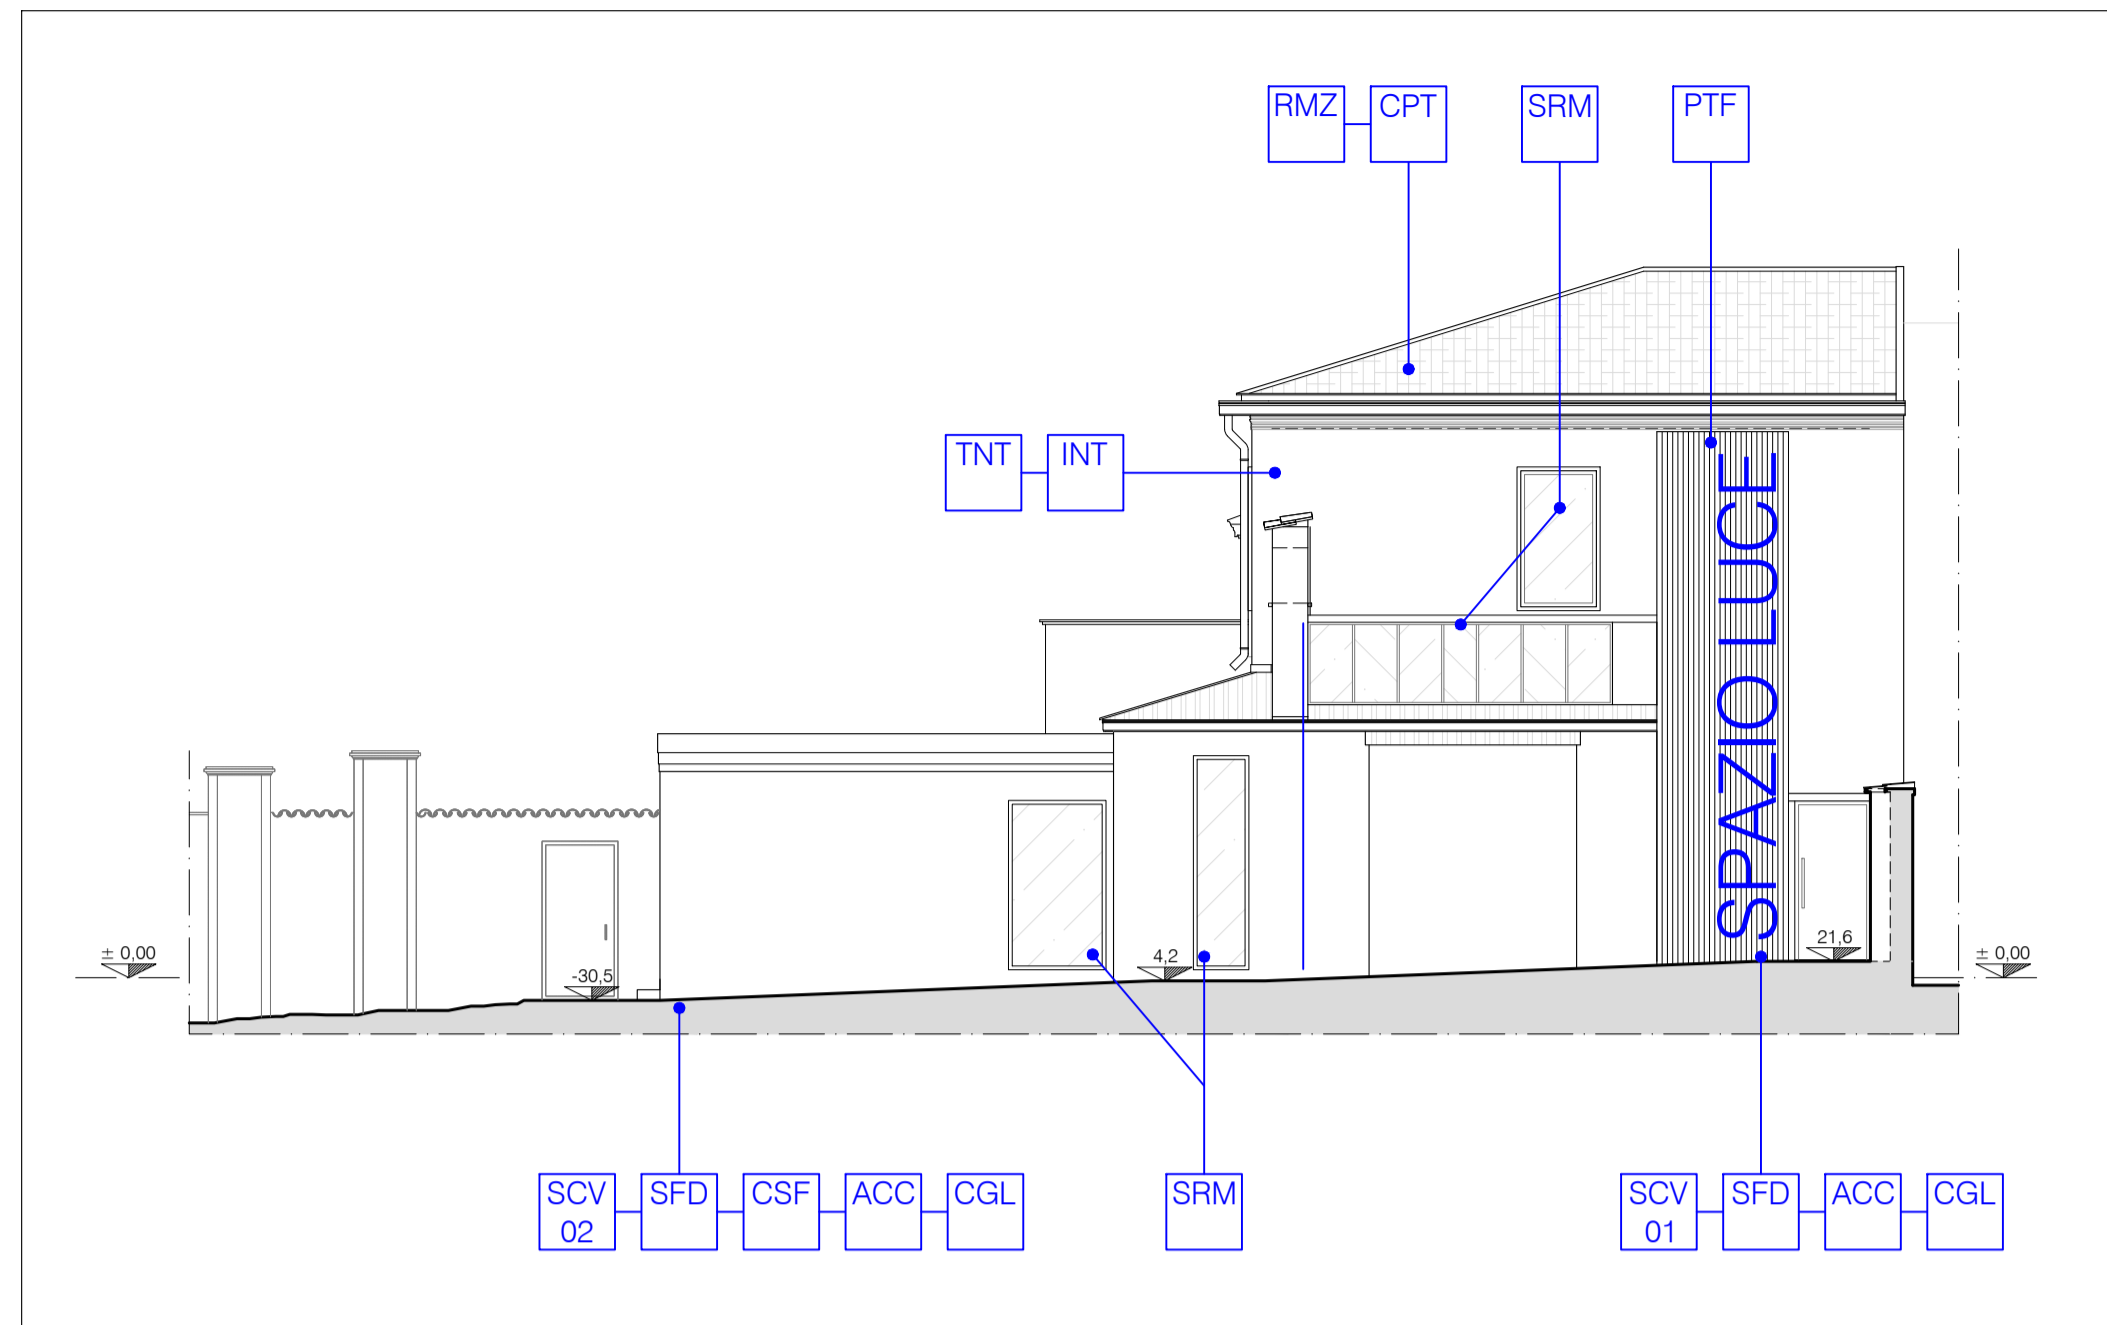 RMZ CPT SRM PTF
TNT INT
SPAZIO LUCE
± 0,00
-30,5
4,2
21,6
± 0,00
SCV 02
SFD
CSF
ACC
CGL
SRM
SCV 01
SFD
ACC
CGL